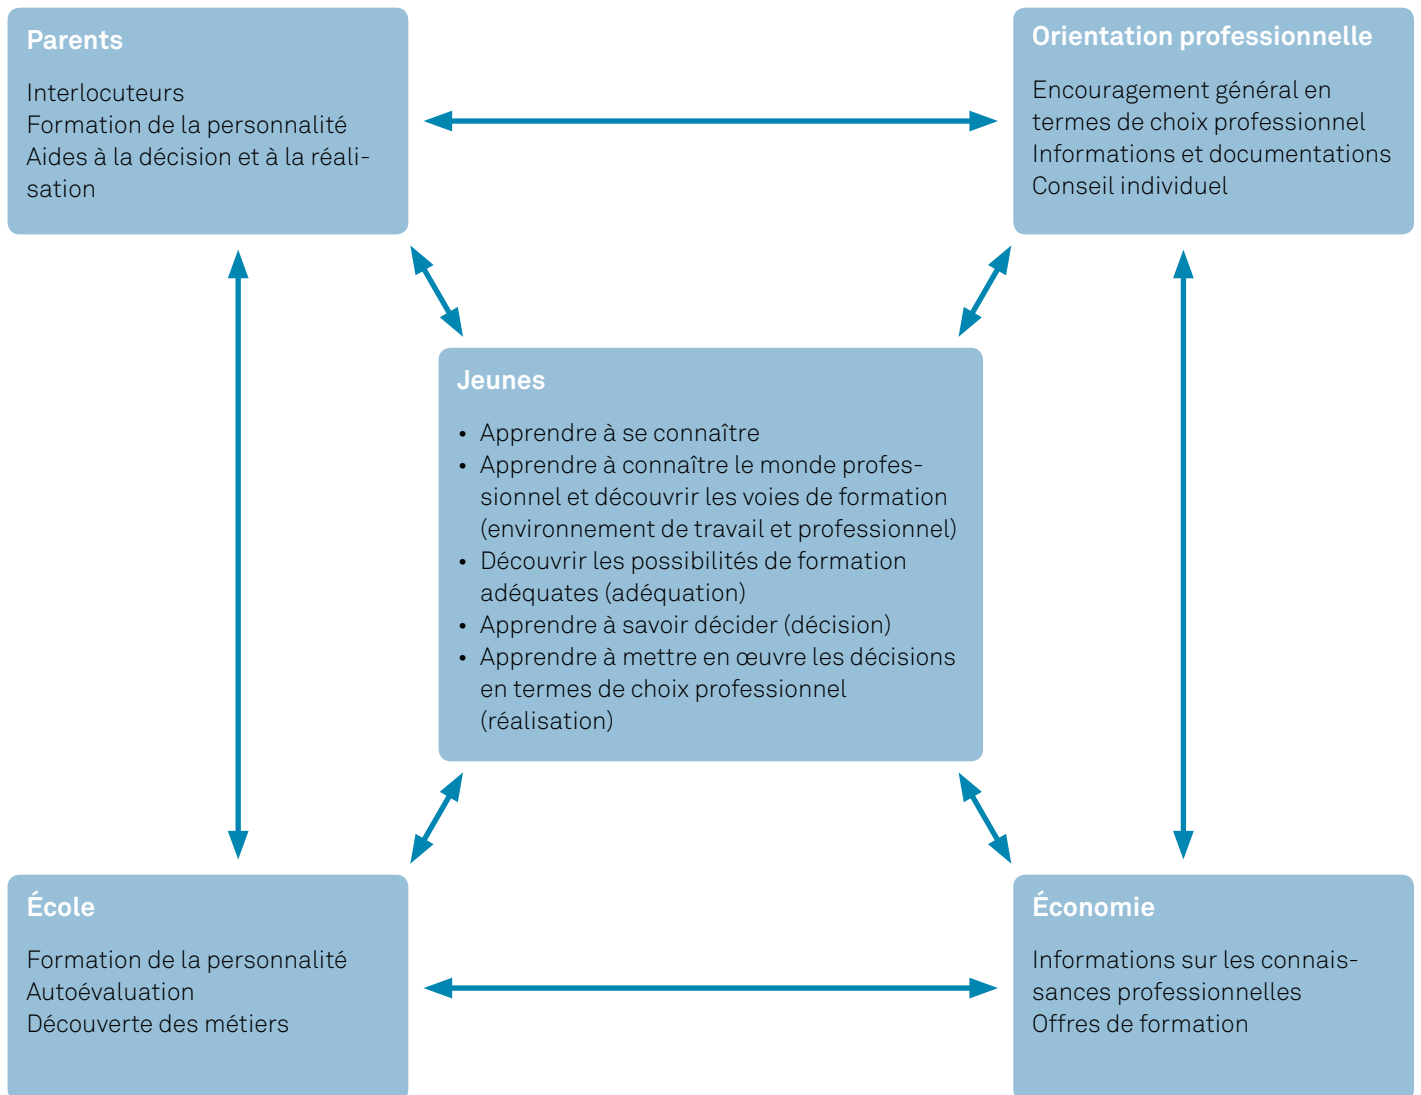 Parents
Interlocuteurs
Formation de la personnalité
Aides à la décision et à la réali-
sation
Orientation professionnelle
Encouragement général en
termes de choix professionnel
Informations et documentations
Conseil individuel
Jeunes
• Apprendre à se connaître
• Apprendre à connaître le monde profes-
sionnel et découvrir les voies de formation
(environnement de travail et professionnel)
• Découvrir les possibilités de formation
adéquates (adéquation)
• Apprendre à savoir décider (décision)
• Apprendre à mettre en œuvre les décisions
en termes de choix professionnel
(réalisation)
École
Formation de la personnalité
Autoévaluation
Découverte des métiers
Économie
Informations sur les connais-
sances professionnelles
Offres de formation